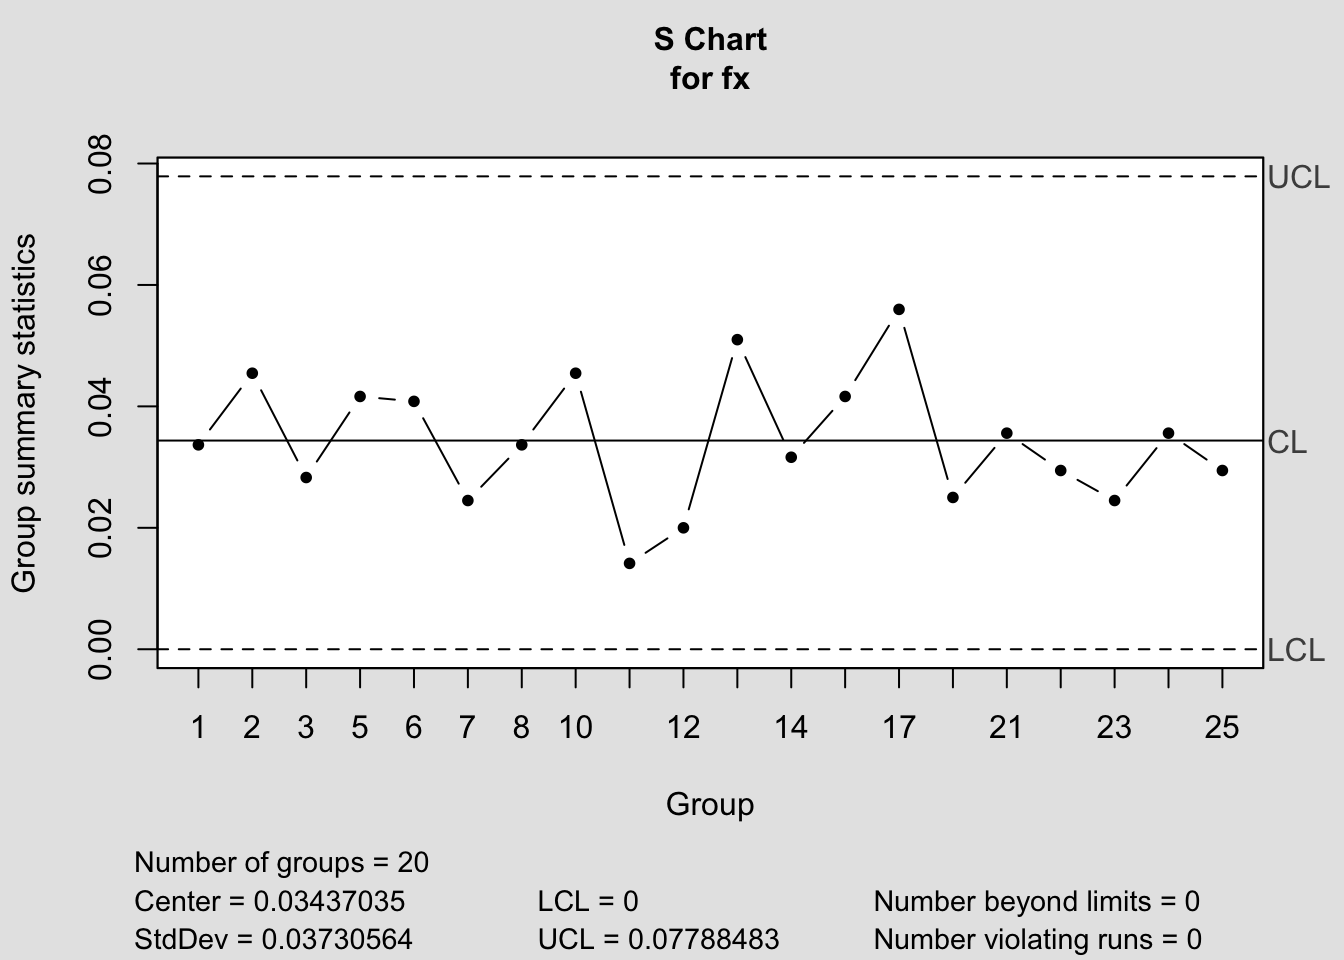 S Chart
for fx
Group summary statistics
0.08
0.06
0.04
0.02
0.00
UCL
CL
LCL
1 2 3 5 6 7 8 10 12 14 17 21 23 25
Group
Number of groups = 20
Center = 0.03437035 LCL = 0 Number beyond limits = 0
StdDev = 0.03730564 UCL = 0.07788483 Number violating runs = 0